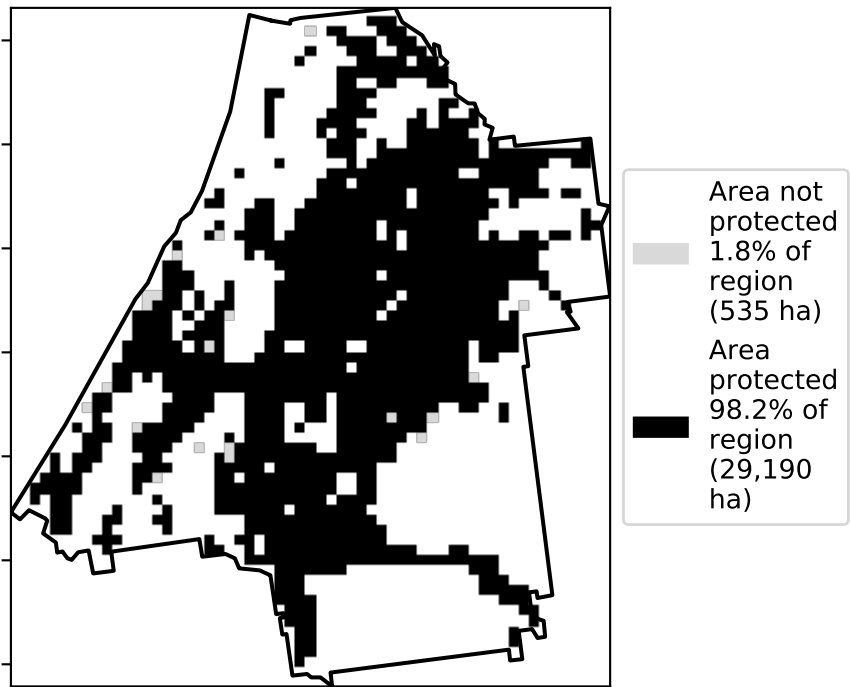 Area not
protected
1.8% of
region
(535 ha)
Area
protected
98.2% of
region
(29,190
ha)